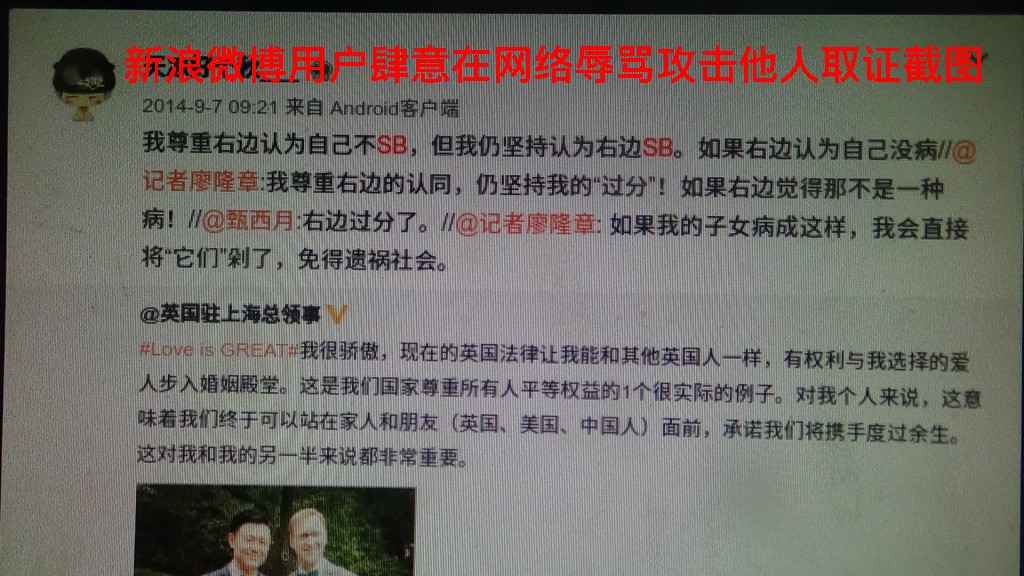 新浪微博用户肆意在网络辱骂攻击他人取证截图
2014-9-7 09:21 来自 Android客户端
我尊重右边认为自己不SB，但我仍坚持认为右边SB。如果右边认为自己没病//@
记者廖隆章:我尊重右边的认同，仍坚持我的“过分”！如果右边觉得那不是一种
病！//@甄西月:右边过分了。//@记者廖隆章: 如果我的子女病成这样，我会直接
将“它们”剁了，免得遗祸社会。
@英国驻上海总领事
#Love is GREAT#我很骄傲，现在的英国法律让我能和其他英国人一样，有权利与我选择的爱
人步入婚姻殿堂。这是我们国家尊重所有人平等权益的1个很实际的例子。对我个人来说，这意
味着我们终于可以站在家人和朋友（英国、美国、中国人）面前，承诺我们将携手度过余生。
这对我和我的另一半来说都非常重要。